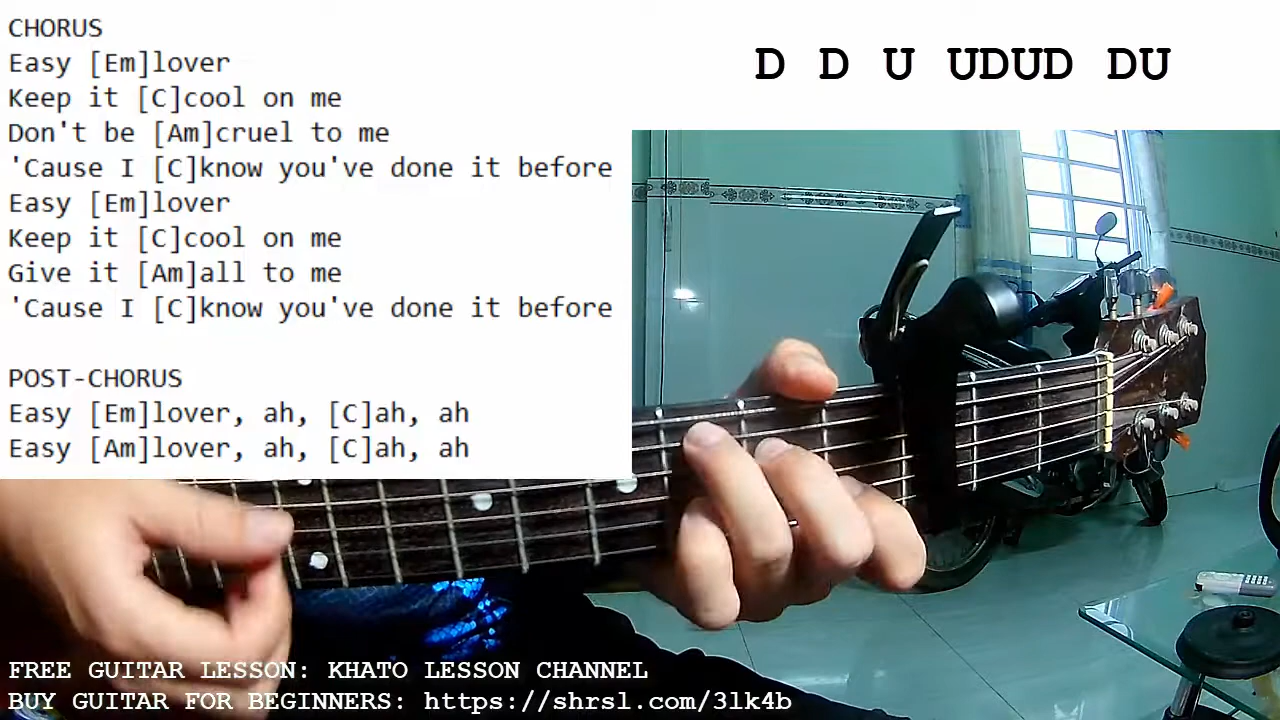 CHORUS
Easy [Em]lover
Keep it [C]cool on me
Don't be [Am]cruel to me
'Cause I [C]know you've done it before
Easy [Em]lover
Keep it [C]cool on me
Give it [Am]all to me
'Cause I [C]know you've done it before
POST-CHORUS
Easy [Em]lover, ah, [C]ah, ah
Easy [Am]lover, ah, [C]ah, ah
D D U UDUD DU
FREE GUITAR LESSON: KHATO LESSON CHANNEL
BUY GUITAR FOR BEGINNERS: https://shrsl.com/3lk4b